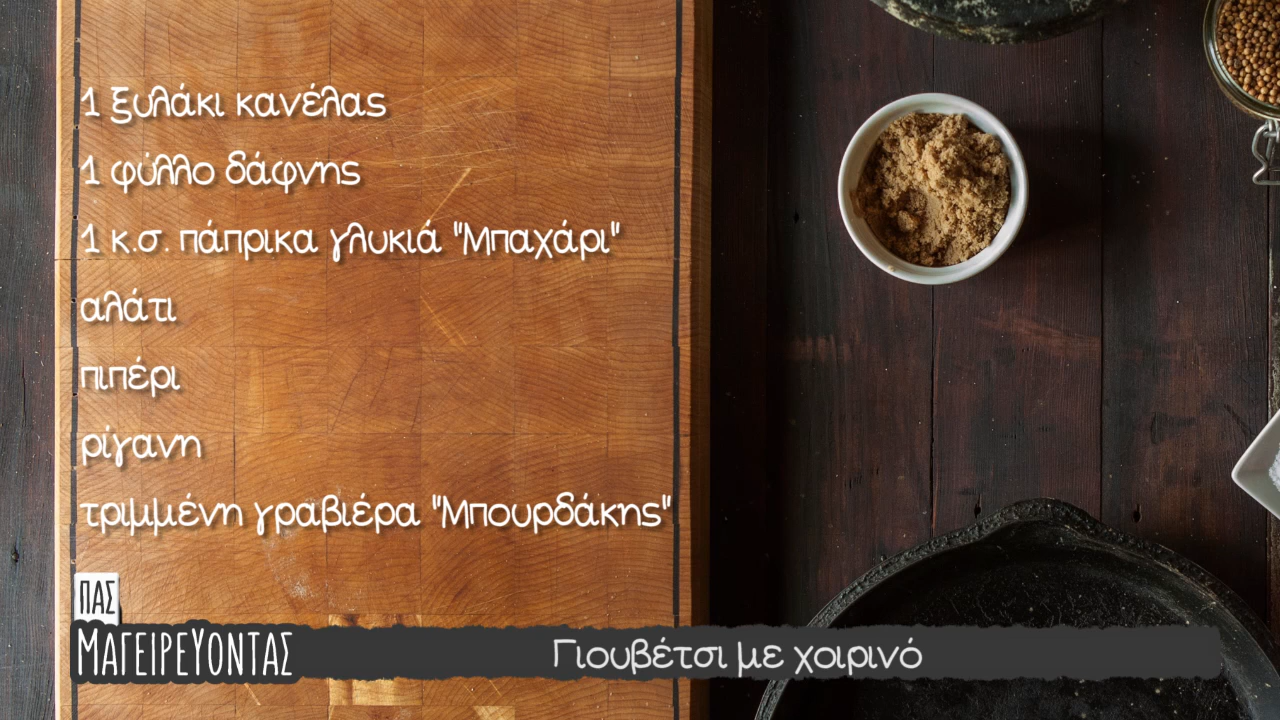 1 ξυλάκι κανέλας
1 φύλλο δάφνης
1 κ.σ. πάπρικα γλυκιά "Μπαχάρι"
αλάτι
πιπέρι
ρίγανη
τριμμένη γραβιέρα "Μπουρδάκης"
ΠΑΣ
ΜΑΓΕΙΡΕΥΟΝΤΑΣ
Γιουβέτσι με χοιρινό